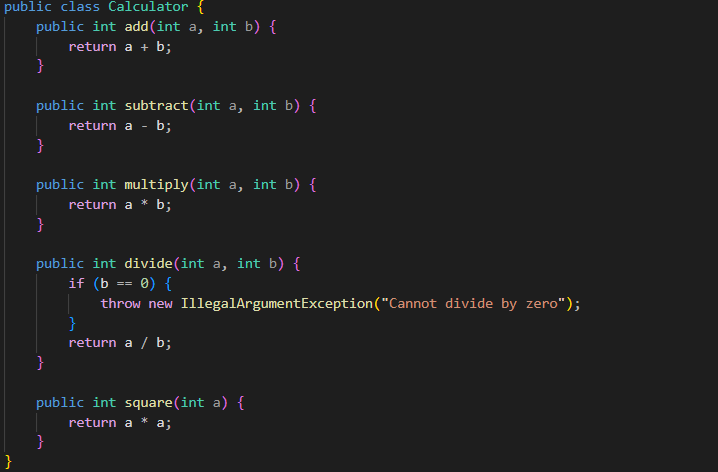 public class Calculator {
    public int add(int a, int b) {
        return a + b;
    }

    public int subtract(int a, int b) {
        return a - b;
    }

    public int multiply(int a, int b) {
        return a * b;
    }

    public int divide(int a, int b) {
        if (b == 0) {
            throw new IllegalArgumentException("Cannot divide by zero");
        }
        return a / b;
    }

    public int square(int a) {
        return a * a;
    }
}